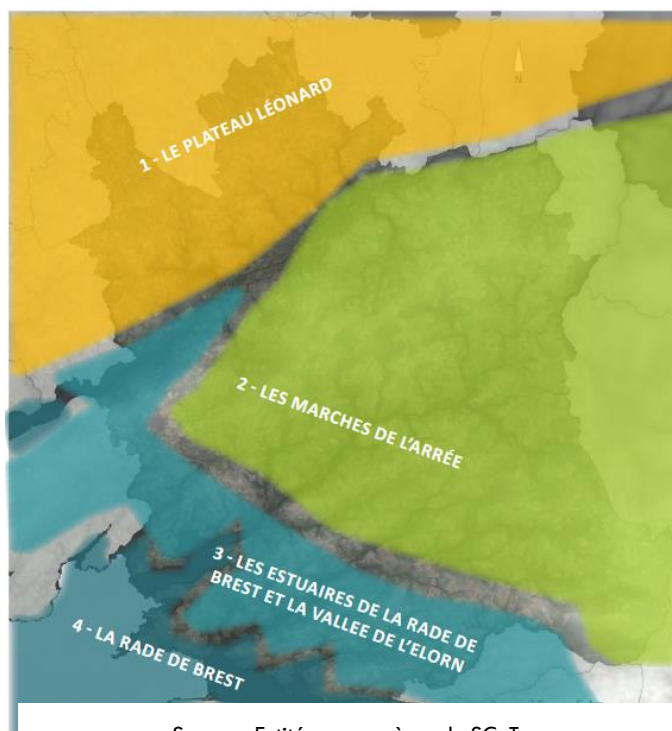 N
1 - LE PLATEAU LÉONARD
2 - LES MARCHES DE L'ARRÉE
3 - LES ESTUAIRES DE LA RADE DE
BREST ET LA VALLEE DE L'ELORN
4 - LA RADE DE BREST